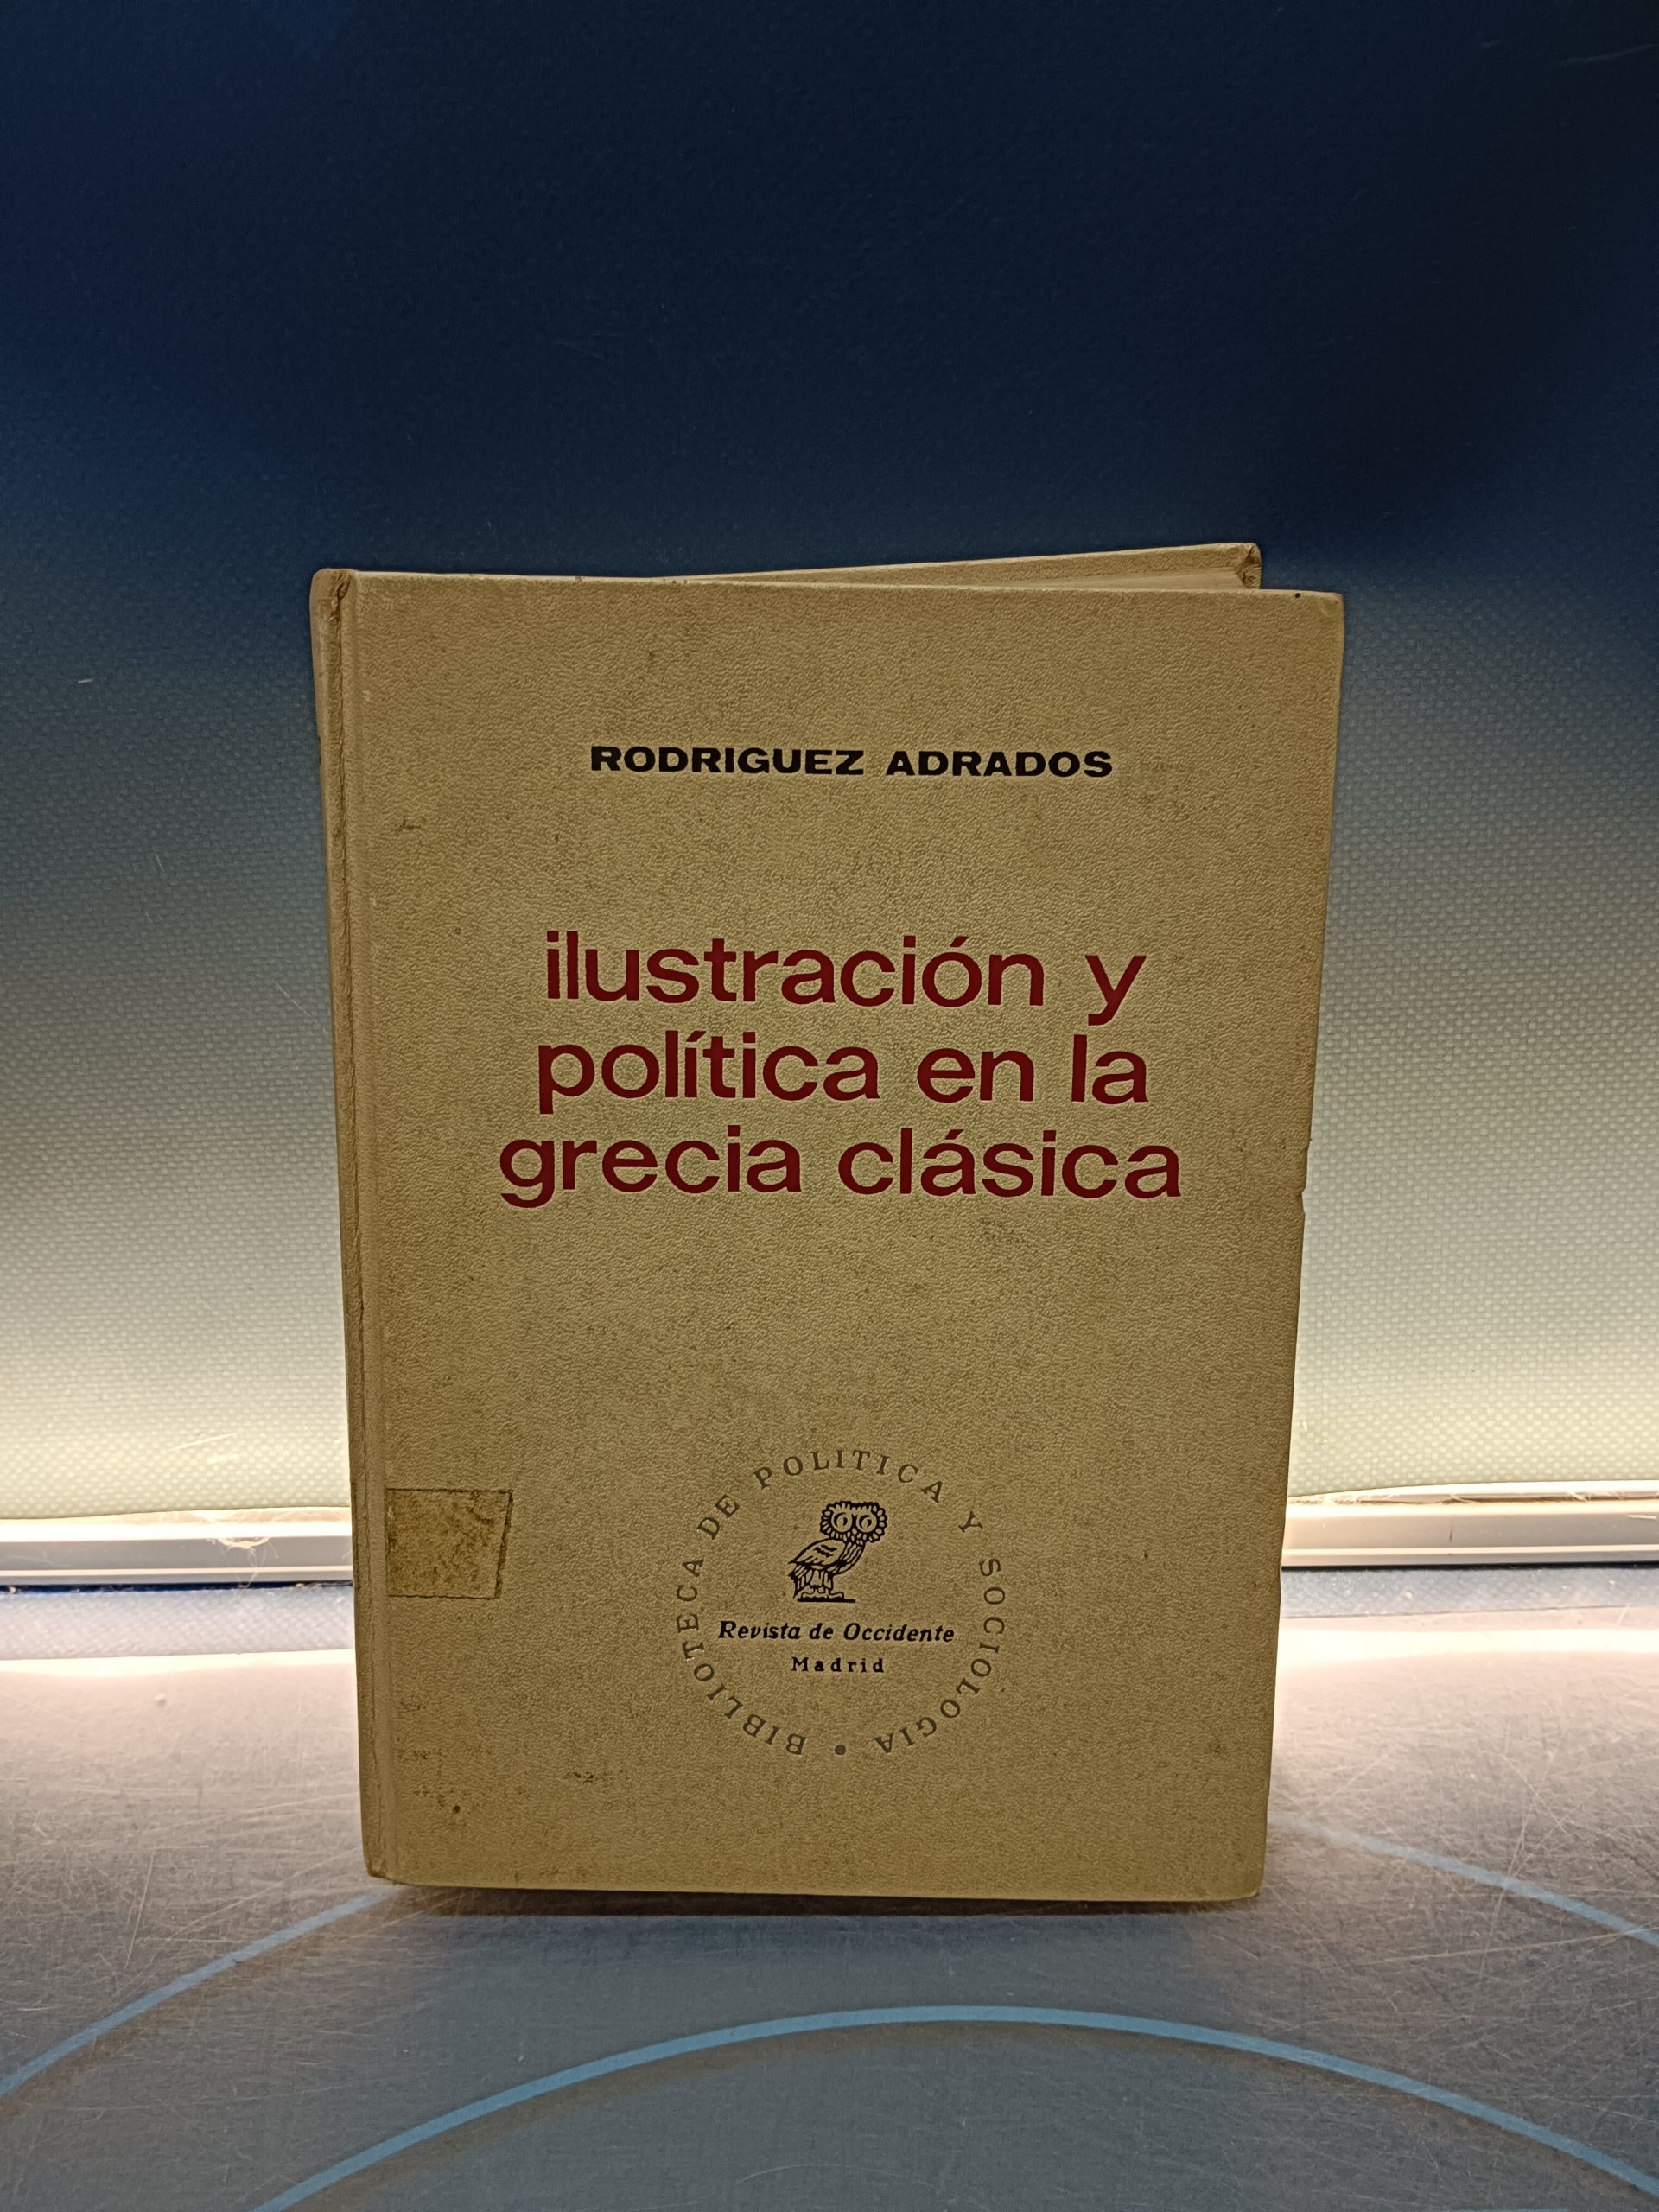 RODRIGUEZ ADRADOS
ilustración y
política en la
grecia clásica
BIBLIOTECA DE POLITICA Y SOCIOLOGIA •
Revista de Occidente
Madrid